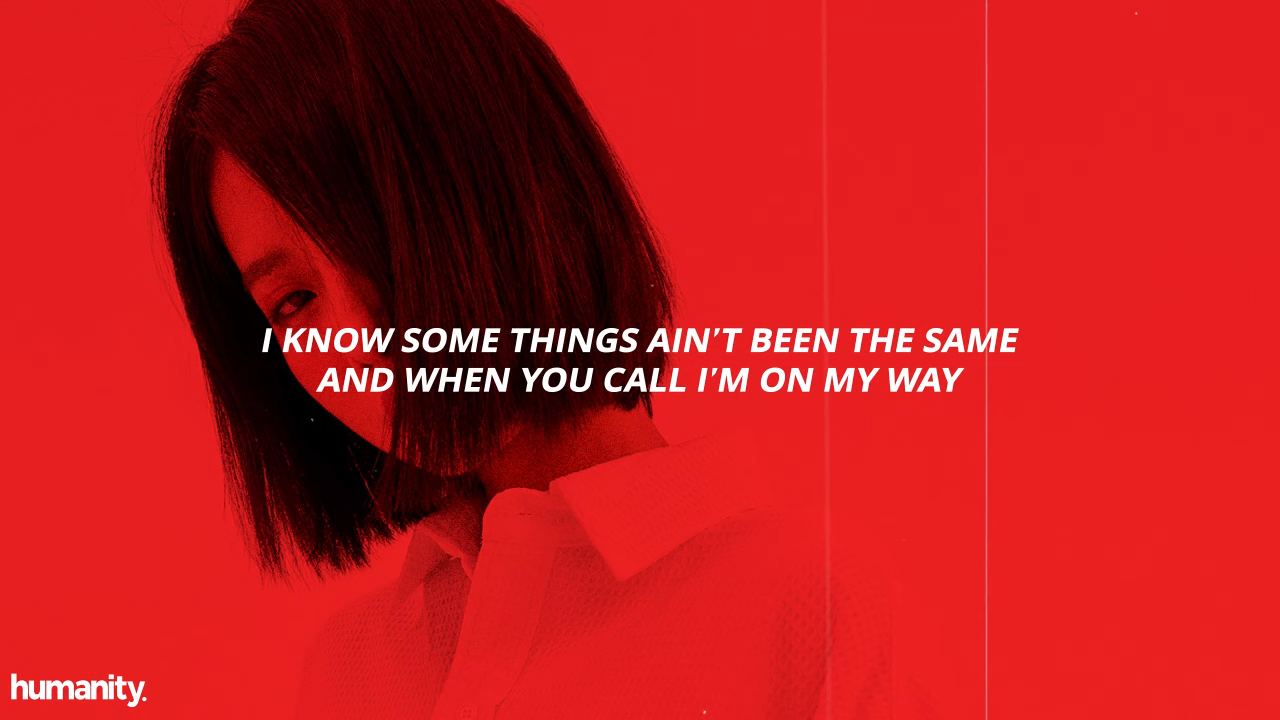 I KNOW SOME THINGS AIN'T BEEN THE SAME
AND WHEN YOU CALL I'M ON MY WAY
humanity.